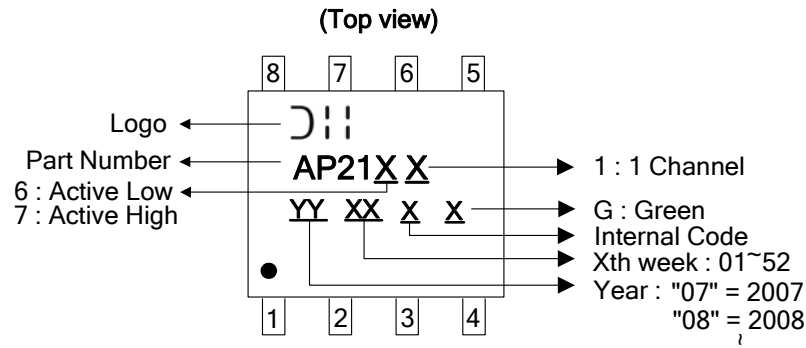 (Top view)
8 7 6 5
Logo
Part Number
6 : Active Low
7 : Active High
AP21X X
YY XX X X
1 : 1 Channel
G : Green
Internal Code
Xth week : 01~52
Year : "07" = 2007
"08" = 2008
~
1 2 3 4